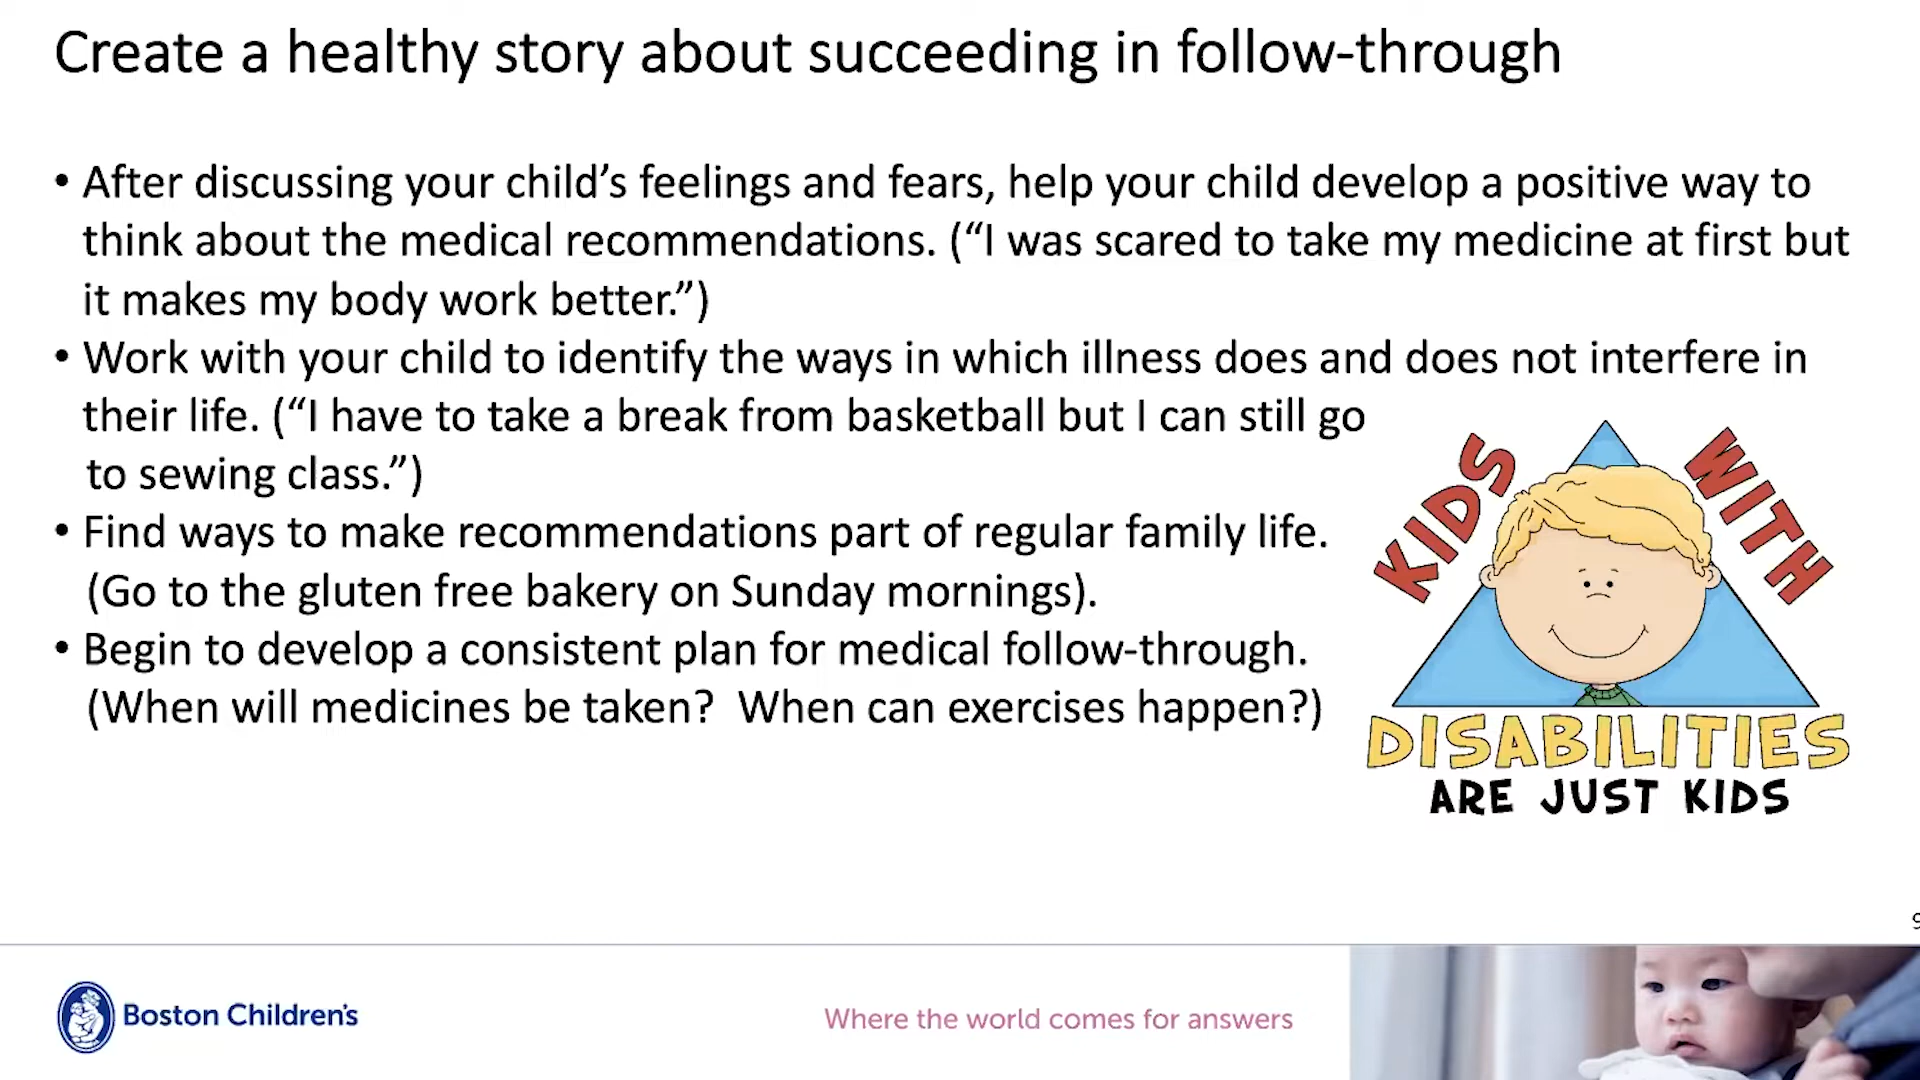 Create a healthy story about succeeding in follow-through
• After discussing your child’s feelings and fears, help your child develop a positive way to
think about the medical recommendations. (“I was scared to take my medicine at first but
it makes my body work better.”)
• Work with your child to identify the ways in which illness does and does not interfere in
their life. (“I have to take a break from basketball but I can still go
to sewing class.”)
• Find ways to make recommendations part of regular family life.
(Go to the gluten free bakery on Sunday mornings).
• Begin to develop a consistent plan for medical follow-through.
(When will medicines be taken?  When can exercises happen?)
KIDS WITH
DISABILITIES
ARE JUST KIDS
9
Boston Children’s
Where the world comes for answers